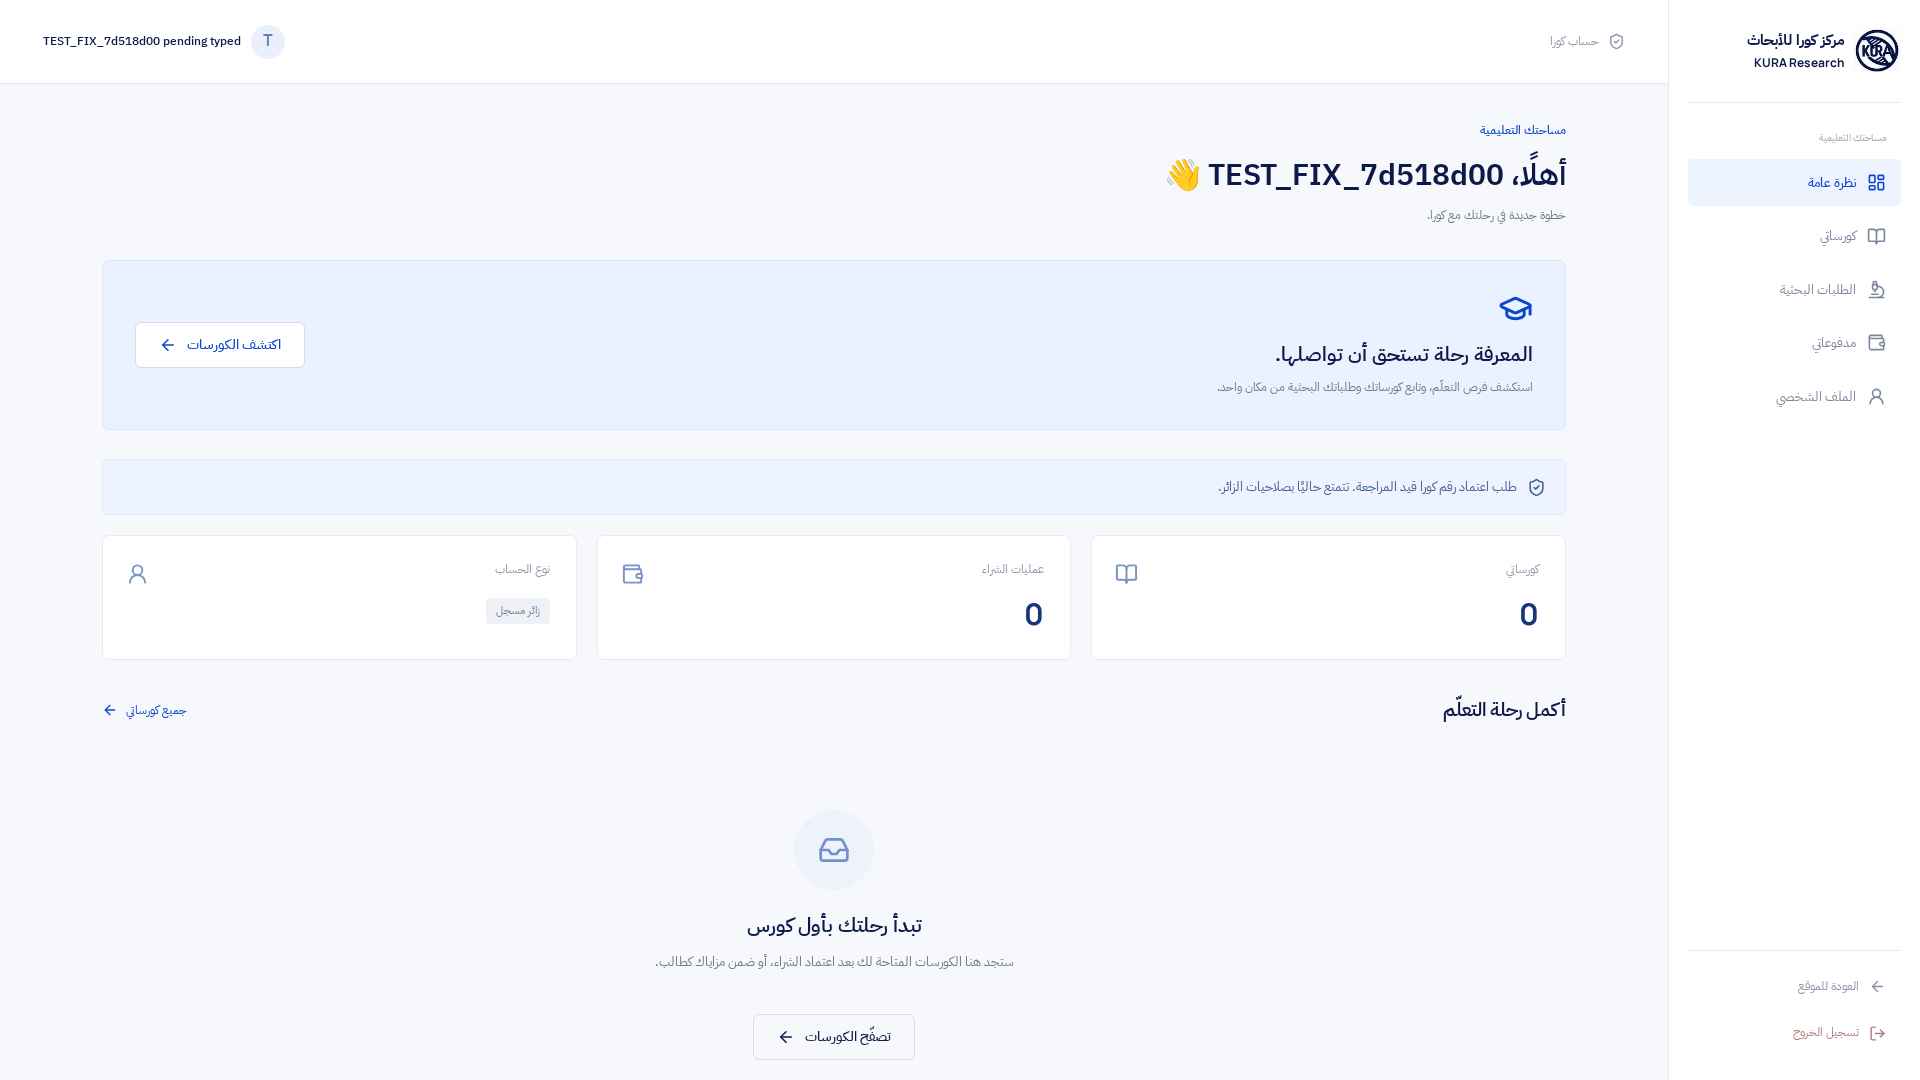 مركز كورا للأبحاث
KURA Research
KURA
مساحتك التعليمية
نظرة عامة
كورساتي
الطلبات البحثية
مدفوعاتي
الملف الشخصي
العودة للموقع
تسجيل الخروج
حساب كورا
T
TEST_FIX_7d518d00 pending typed
مساحتك التعليمية
أهلًا، TEST_FIX_7d518d00 👋
خطوة جديدة في رحلتك مع كورا.
المعرفة رحلة تستحق أن تواصلها.
استكشف فرص التعلّم، وتابع كورساتك وطلباتك البحثية من مكان واحد.
اكتشف الكورسات
طلب اعتماد رقم كورا قيد المراجعة. تتمتع حاليًا بصلاحيات الزائر.
كورساتي
0
عمليات الشراء
0
نوع الحساب
زائر مسجل
أكمل رحلة التعلّم
جميع كورساتي
تبدأ رحلتك بأول كورس
ستجد هنا الكورسات المتاحة لك بعد اعتماد الشراء، أو ضمن مزاياك كطالب.
تصفّح الكورسات